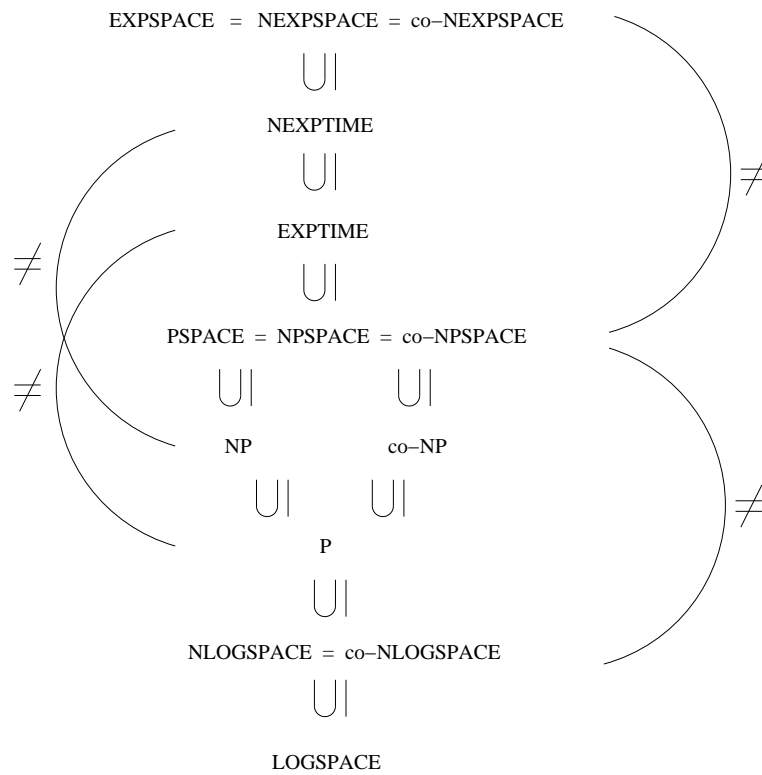 EXPSPACE = NEXPSPACE = co−NEXPSPACE
⊆
NEXPTIME
⊆
≠
EXPTIME
≠
⊆
PSPACE = NPSPACE = co−NPSPACE
≠
⊆ ⊆
NP co−NP
⊆ ⊆
≠
P
⊆
NLOGSPACE = co−NLOGSPACE
⊆
LOGSPACE